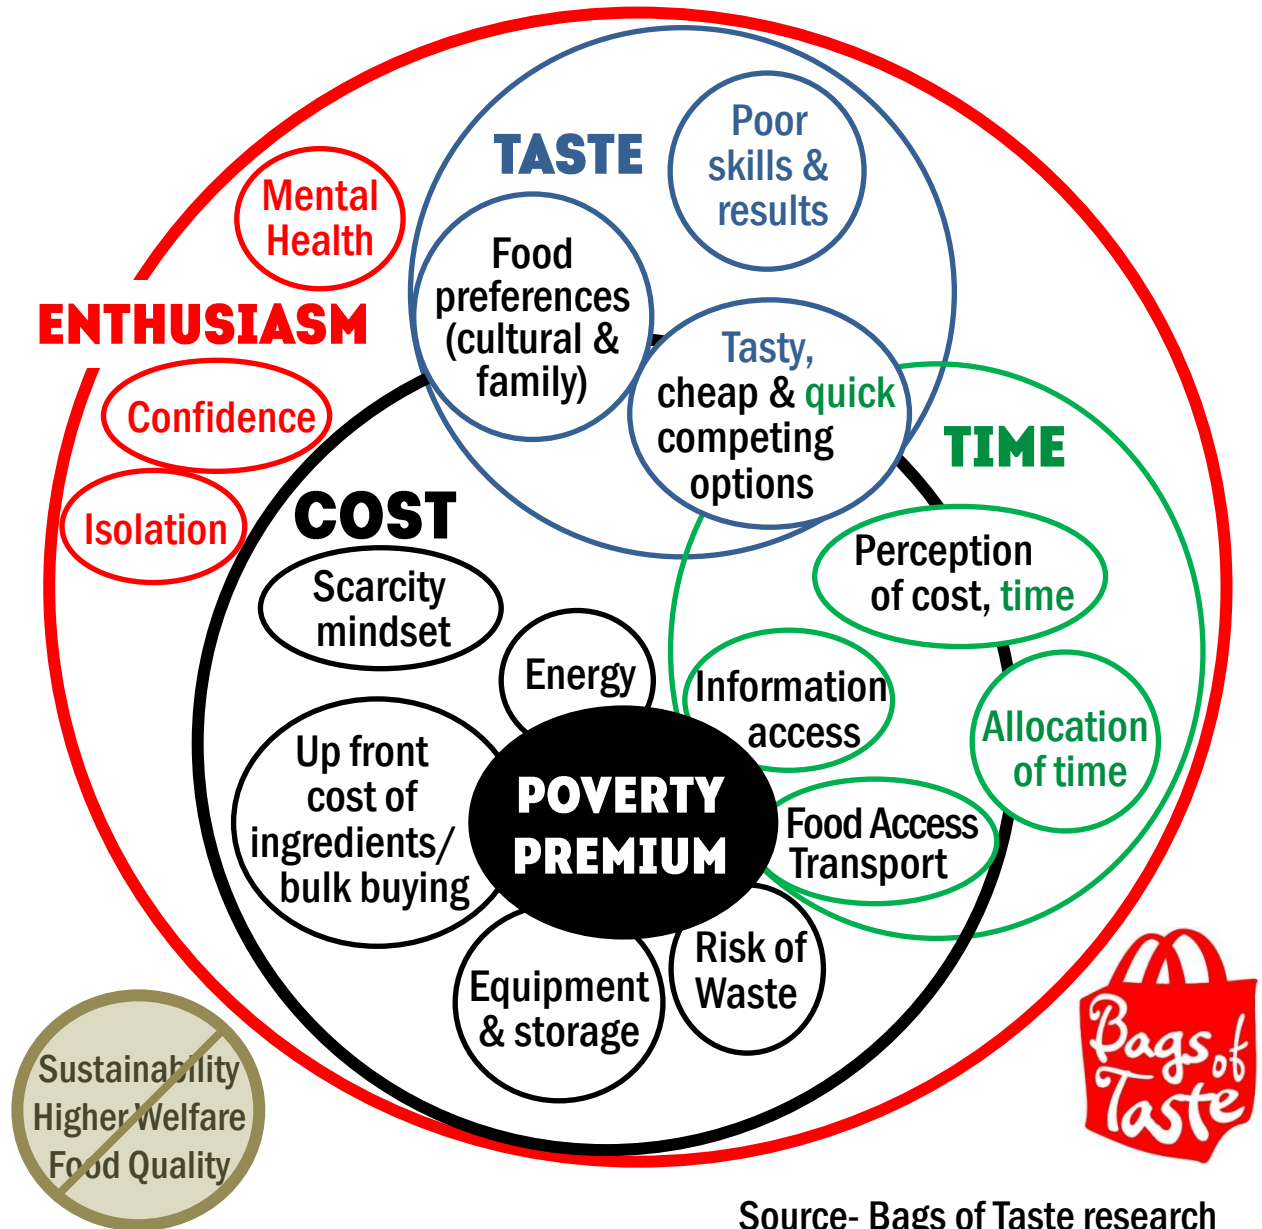 TASTE
Poor
skills &
results
Mental
Health
Food
preferences
(cultural &
family)
ENTHUSIASM
Tasty,
cheap & quick
competing
options
Confidence
TIME
Isolation
COST
Perception
of cost, time
Scarcity
mindset
Energy
Information
access
Allocation
of time
Up front
cost of
ingredients/
bulk buying
POVERTY
PREMIUM
Food Access
Transport
Risk of
Waste
Equipment
& storage
Bags of
Taste
Sustainability
Higher Welfare
Food Quality
Source- Bags of Taste research